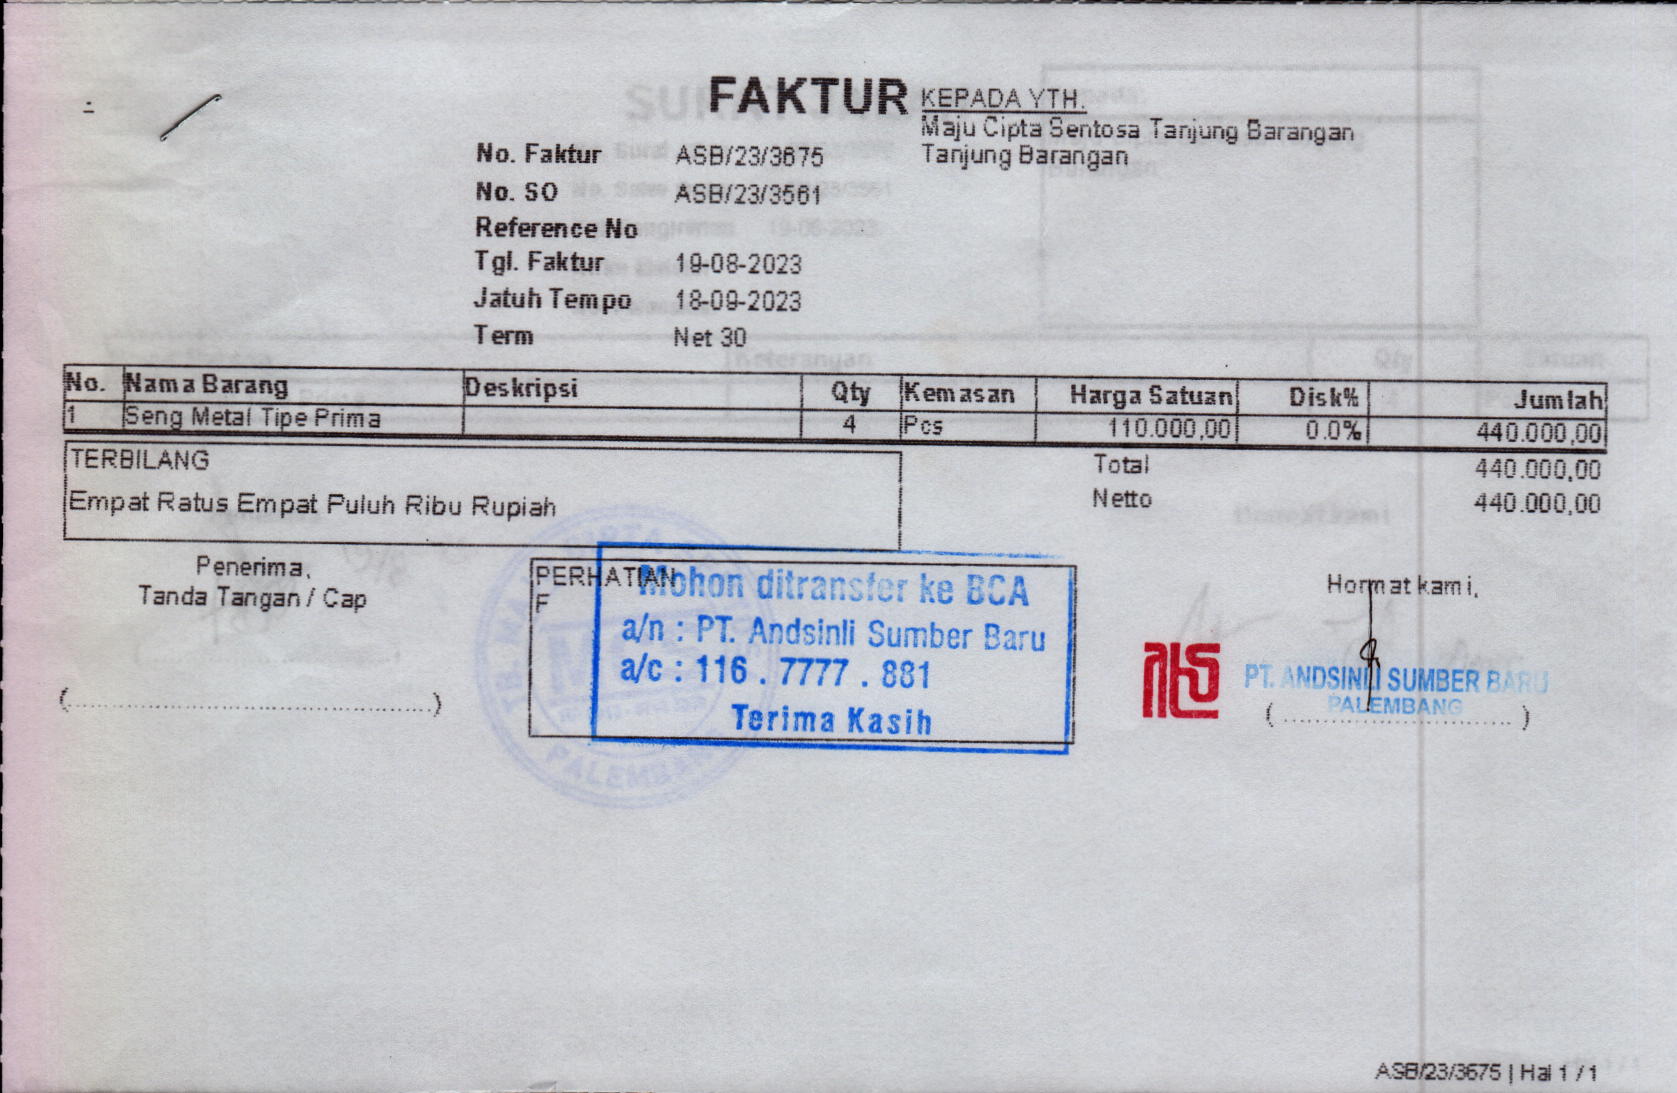 FAKTUR
KEPADA YTH.
Maju Cipta Sentosa Tanjung Barangan
Tanjung Barangan
No. Faktur ASB/23/3675
No. SO ASB/23/3561
Reference No
Tgl. Faktur 19-08-2023
Jatuh Tempo 18-09-2023
Term Net 30
No. Nama Barang Deskripsi Qty Kemasan Harga Satuan Disk% Jumlah
1 Seng Metal Tipe Prima 4 Pcs 110.000,00 0.0% 440.000,00
TERBILANG
Empat Ratus Empat Puluh Ribu Rupiah
Total 440.000,00
Netto 440.000,00
Penerima,
Tanda Tangan / Cap
(........................................)
PERHATIAN
F
Mohon ditransfer ke BCA
a/n : PT. Andsinli Sumber Baru
a/c : 116 . 7777 . 881
Terima Kasih
Hormat kami,
PT. ANDSINLI SUMBER BARU
PALEMBANG
(........................................)
PALEMBANG
ASB/23/3675 | Hal 1 / 1